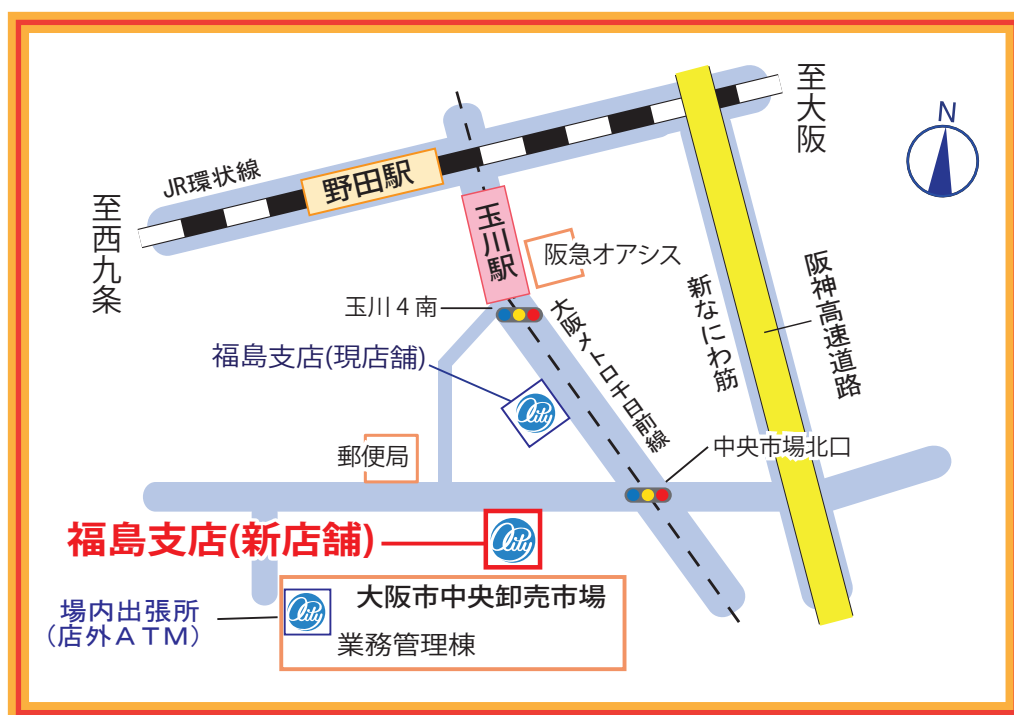 至大阪
N
JR環状線
野田駅
至西九条
玉川駅
阪急オアシス
玉川4南
大阪メトロ千日前線
新なにわ筋
阪神高速道路
福島支店(現店舗)
City
郵便局
中央市場北口
福島支店(新店舗)
City
場内出張所
(店外ATM)
City
大阪市中央卸売市場
業務管理棟